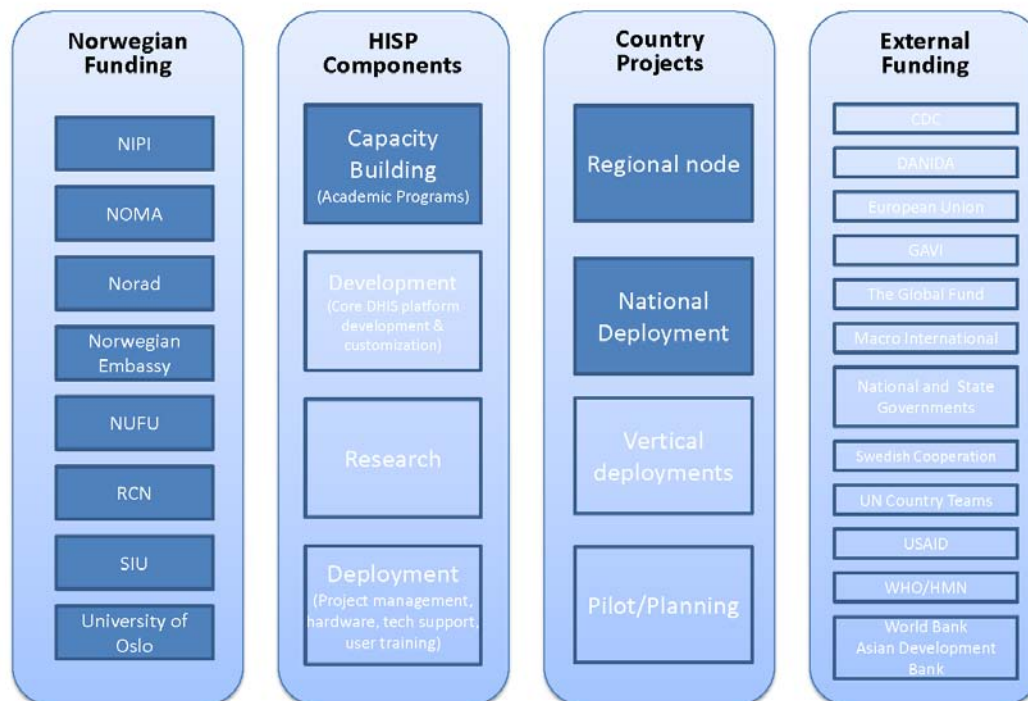 Norwegian
Funding
NIPI
NOMA
Norad
Norwegian
Embassy
NUFU
RCN
SIU
University of
Oslo
HISP
Components
Capacity
Building
(Academic Programs)
Development
(Core DHIS platform
development &
customization)
Research
Deployment
(Project management,
hardware, tech support,
user training)
Country
Projects
Regional node
National
Deployment
Vertical
deployments
Pilot/Planning
External
Funding
CDC
DANIDA
European Union
GAVI
The Global Fund
Macro International
National and State
Governments
Swedish Cooperation
UN Country Teams
USAID
WHO/HMN
World Bank
Asian Development
Bank